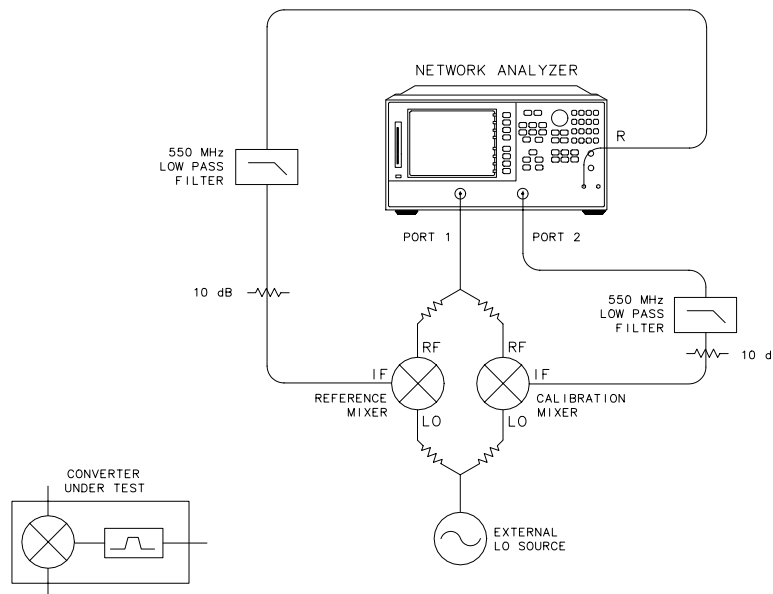 NETWORK ANALYZER
R
550 MHz
LOW PASS
FILTER
PORT 1
PORT 2
10 dB
550 MHz
LOW PASS
FILTER
10 d
RF
RF
IF
IF
REFERENCE
MIXER
CALIBRATION
MIXER
LO
LO
CONVERTER
UNDER TEST
EXTERNAL
LO SOURCE